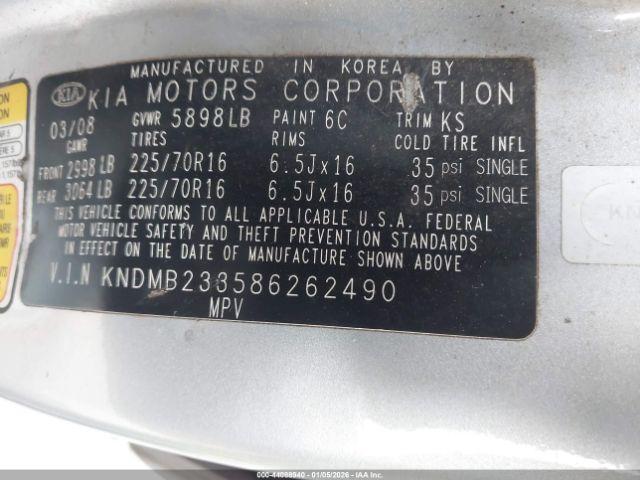 MANUFACTURED IN KOREA BY
KIA KIA MOTORS CORPORATION
03/08 GVWR 5898LB PAINT 6C TRIM KS
GAWR TIRES RIMS COLD TIRE INFL
FRONT 2998 LB 225/70R16 6.5Jx16 35 psi SINGLE
REAR 3064 LB 225/70R16 6.5Jx16 35 psi SINGLE
THIS VEHICLE CONFORMS TO ALL APPLICABLE U.S.A. FEDERAL
MOTOR VEHICLE SAFETY AND THEFT PREVENTION STANDARDS
IN EFFECT ON THE DATE OF MANUFACTURE SHOWN ABOVE
V.I.N KNDMB233586262490
MPV
000-44088940 - 01/05/2026 - COPYRIGHT IAA, LLC.